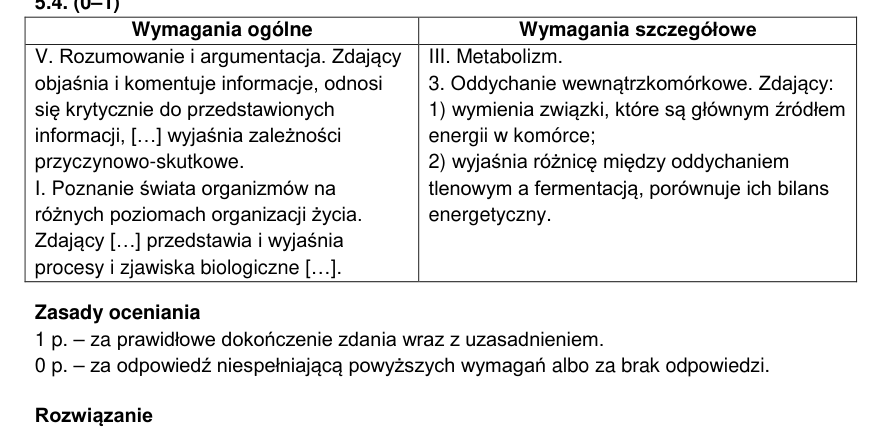 5.4. (0–1)
Wymagania ogólne
Wymagania szczegółowe
V. Rozumowanie i argumentacja. Zdający
objaśnia i komentuje informacje, odnosi
się krytycznie do przedstawionych
informacji, […] wyjaśnia zależności
przyczynowo-skutkowe.
I. Poznanie świata organizmów na
różnych poziomach organizacji życia.
Zdający […] przedstawia i wyjaśnia
procesy i zjawiska biologiczne […].
III. Metabolizm.
3. Oddychanie wewnątrzkomórkowe. Zdający:
1) wymienia związki, które są głównym źródłem
energii w komórce;
2) wyjaśnia różnicę między oddychaniem
tlenowym a fermentacją, porównuje ich bilans
energetyczny.
Zasady oceniania
1 p. – za prawidłowe dokończenie zdania wraz z uzasadnieniem.
0 p. – za odpowiedź niespełniającą powyższych wymagań albo za brak odpowiedzi.
Rozwiązanie